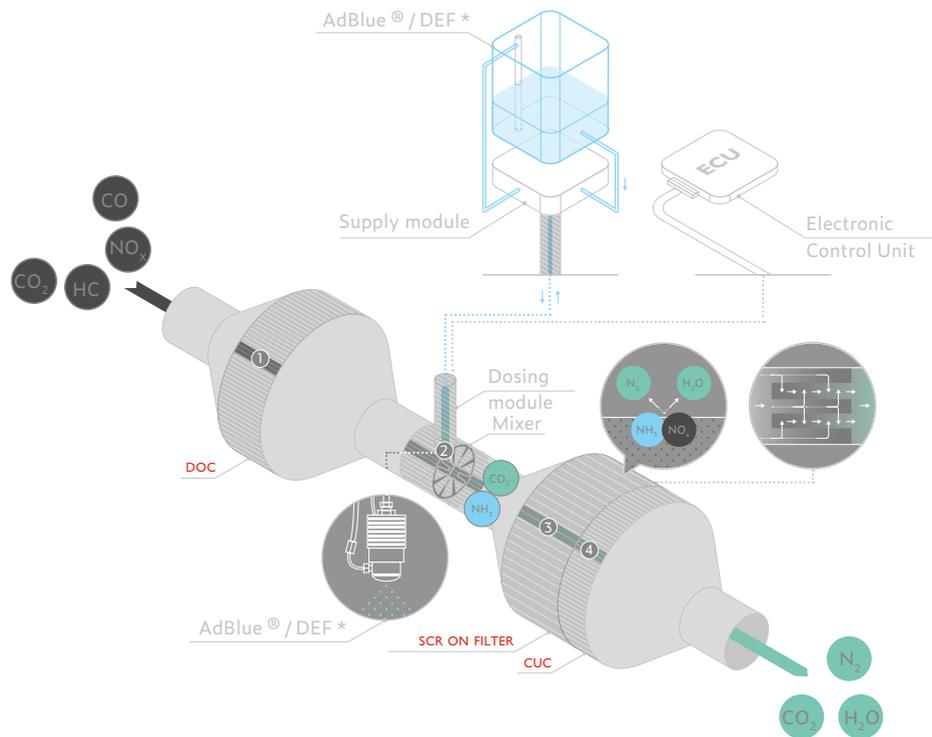 AdBlue ® / DEF *
ECU
CO
Supply module
Electronic
Control Unit
NOx
CO2
HC
1
Dosing
module
Mixer
N2
H2O
NH3
NOx
2
DOC
CO2
NH3
3
4
AdBlue ® / DEF *
SCR ON FILTER
CUC
N2
CO2
H2O